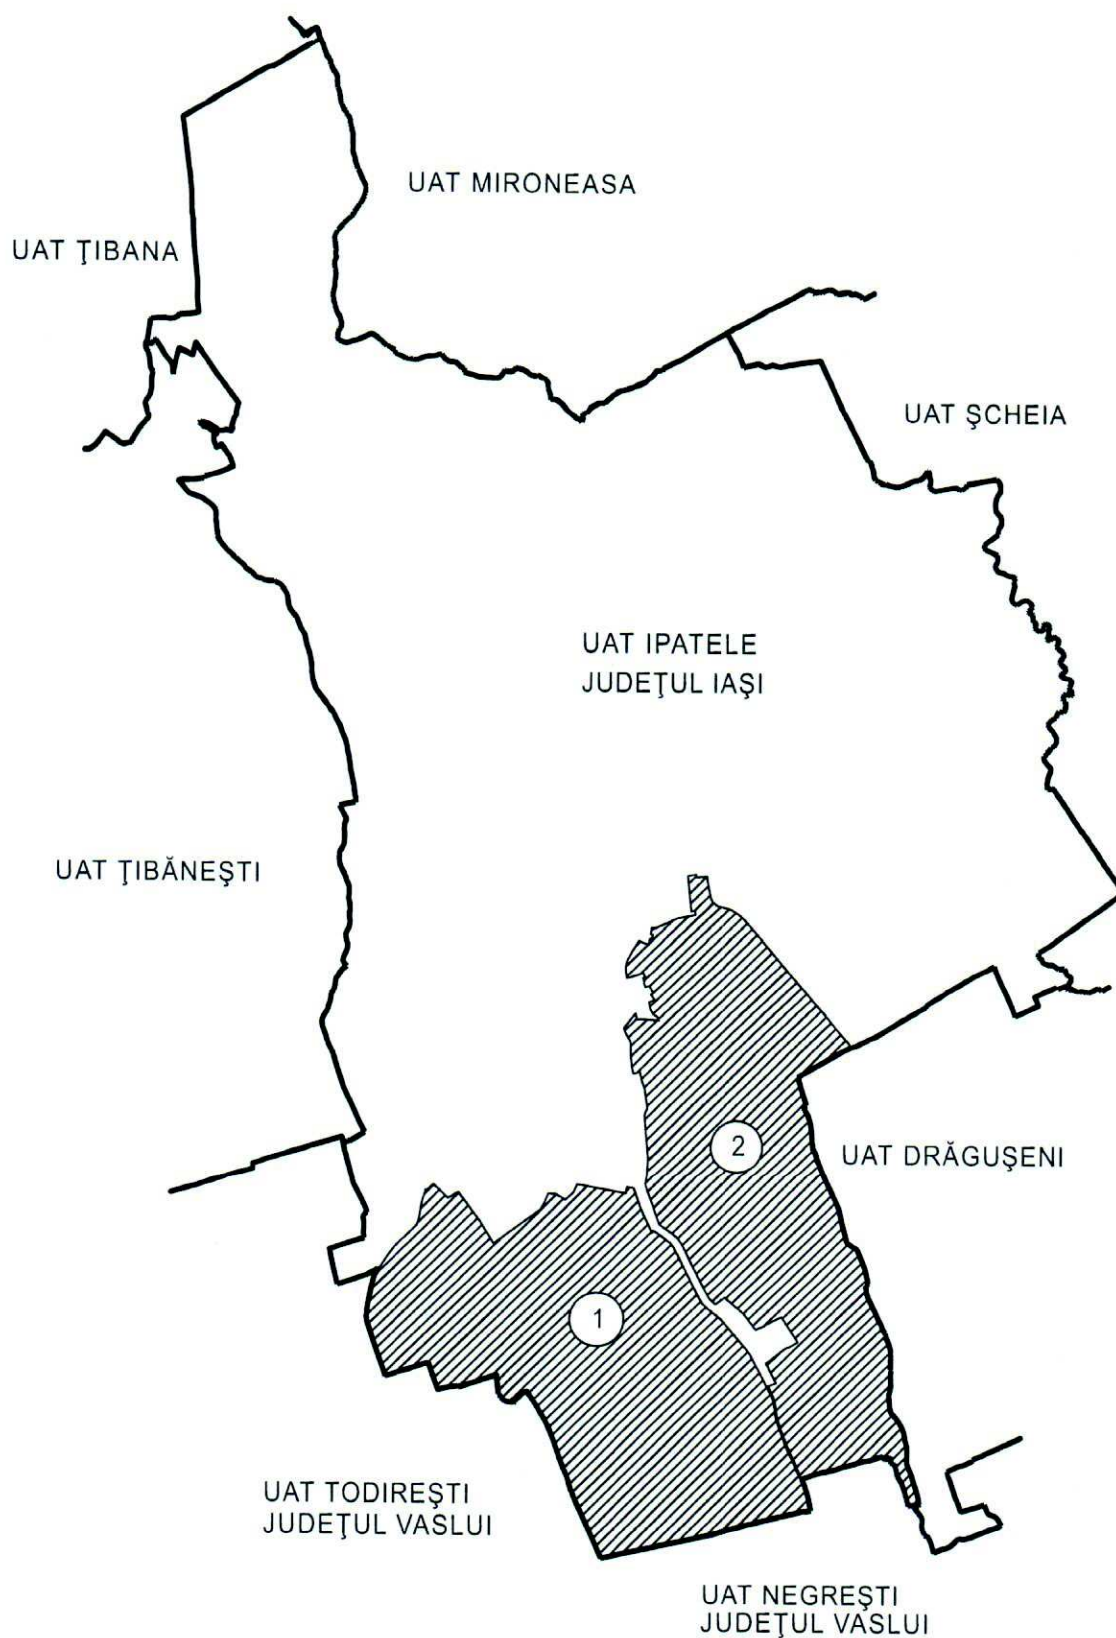 UAT MIRONEASA
UAT ŢIBANA
UAT ŞCHEIA
UAT IPATELE
JUDEŢUL IAŞI
UAT ŢIBĂNEŞTI
2
UAT DRĂGUŞENI
1
UAT TODIREŞTI
JUDEŢUL VASLUI
UAT NEGREŞTI
JUDEŢUL VASLUI